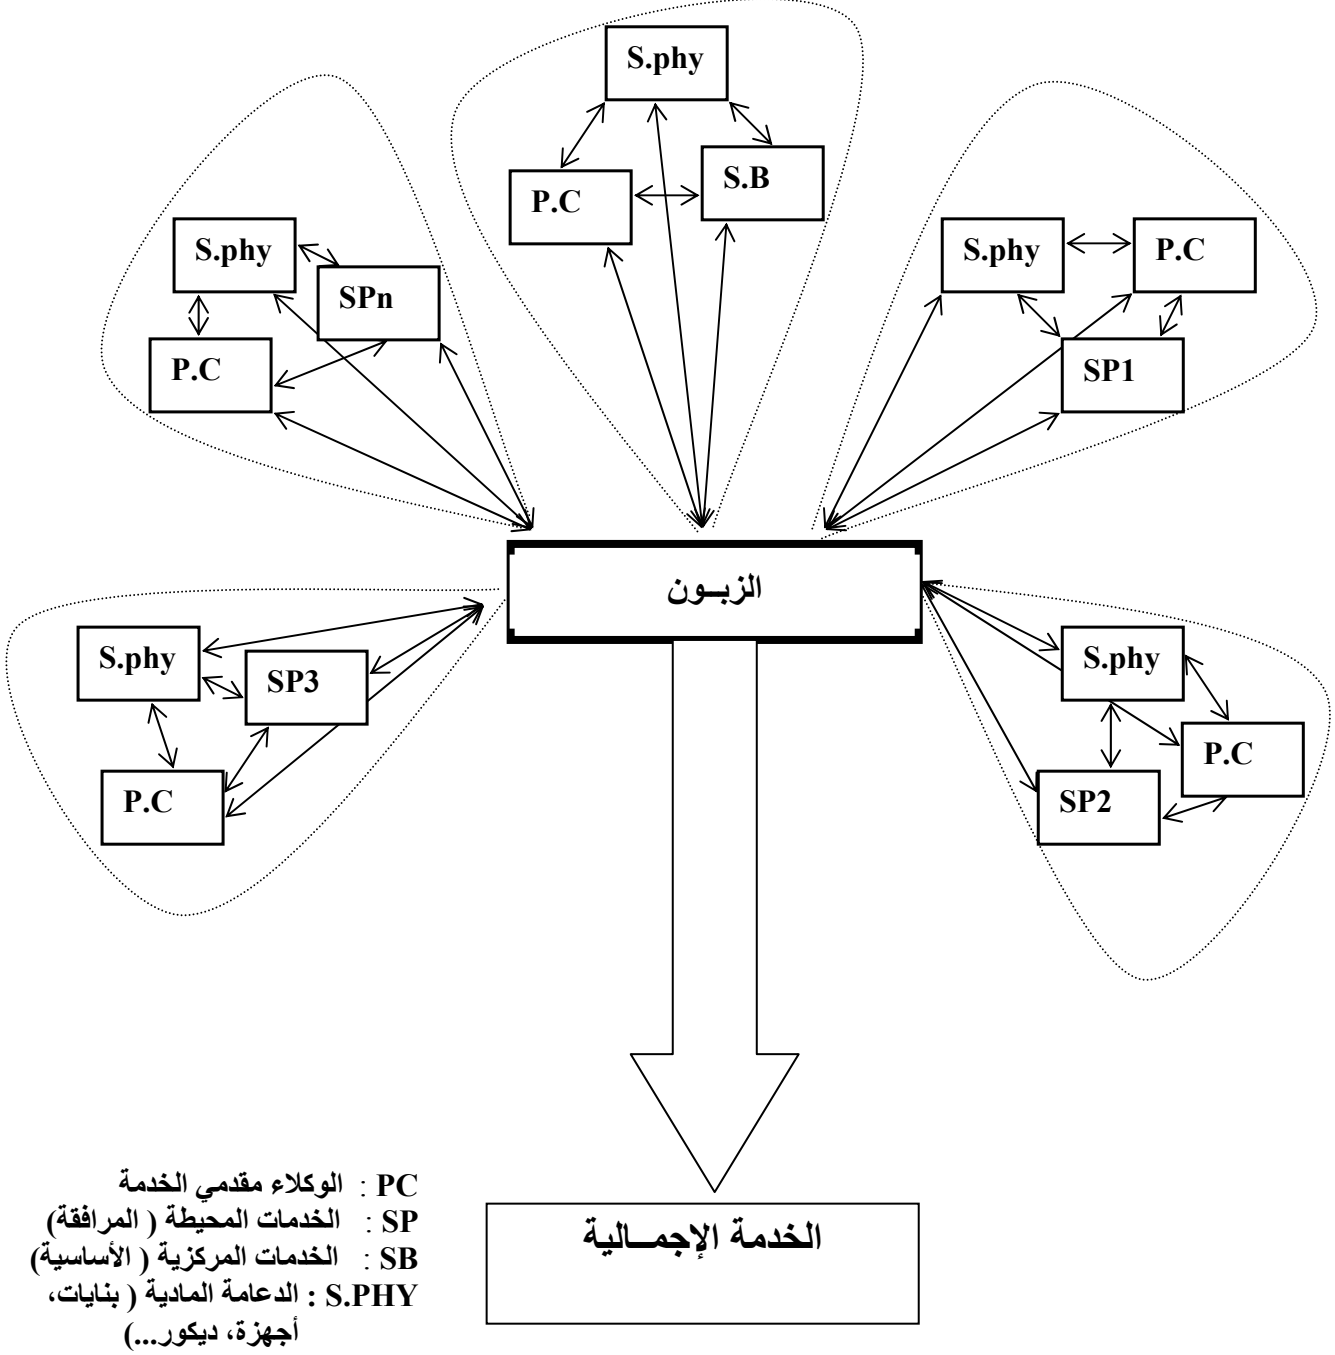 S.phy
P.C
S.B
S.phy
SPn
P.C
S.phy
P.C
SP1
الزبــون
S.phy
SP3
P.C
S.phy
P.C
SP2
الخدمة الإجمــالية
PC : الوكلاء مقدمي الخدمة
SP : الخدمات المحيطة ( المرافقة)
SB : الخدمات المركزية ( الأساسية)
S.PHY : الدعامة المادية ( بنايات،
أجهزة، ديكور...)